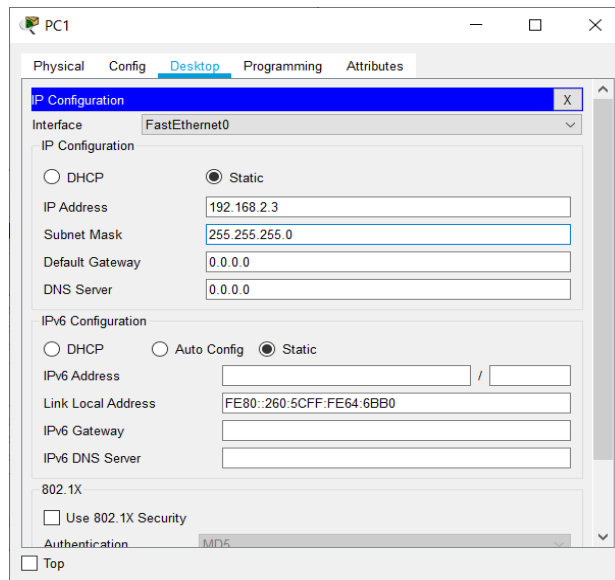 PC1
Physical Config Desktop Programming Attributes
IP Configuration X
Interface FastEthernet0
IP Configuration
DHCP Static
IP Address 192.168.2.3
Subnet Mask 255.255.255.0
Default Gateway 0.0.0.0
DNS Server 0.0.0.0
IPv6 Configuration
DHCP Auto Config Static
IPv6 Address /
Link Local Address FE80::260:5CFF:FE64:6BB0
IPv6 Gateway
IPv6 DNS Server
802.1X
Use 802.1X Security
Authentication MD5
Top